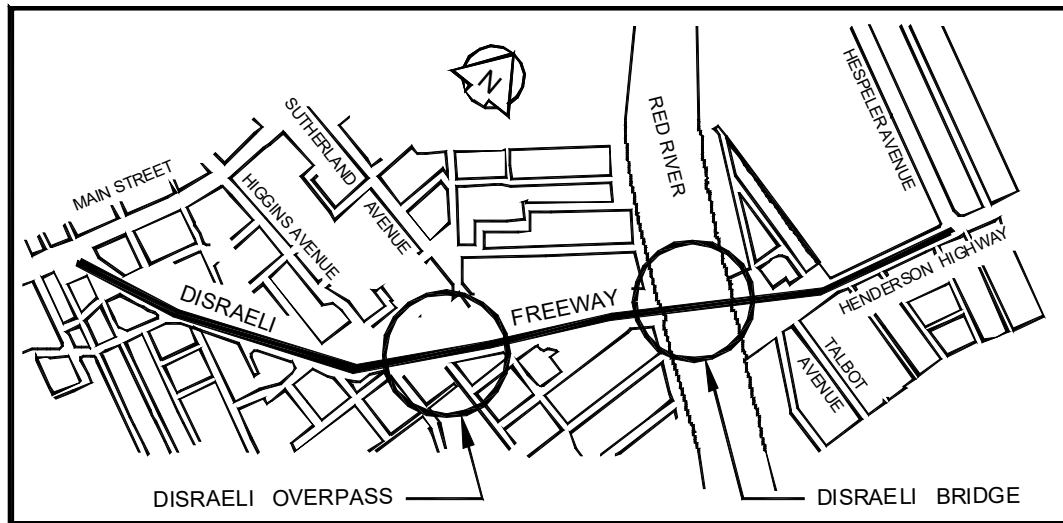 N
SUTHERLAND
AVENUE
MAIN STREET
HIGGINS AVENUE
RED RIVER
HESPELER AVENUE
DISRAELI
FREEWAY
HENDERSON HIGHWAY
TALBOT
AVENUE
DISRAELI OVERPASS
DISRAELI BRIDGE